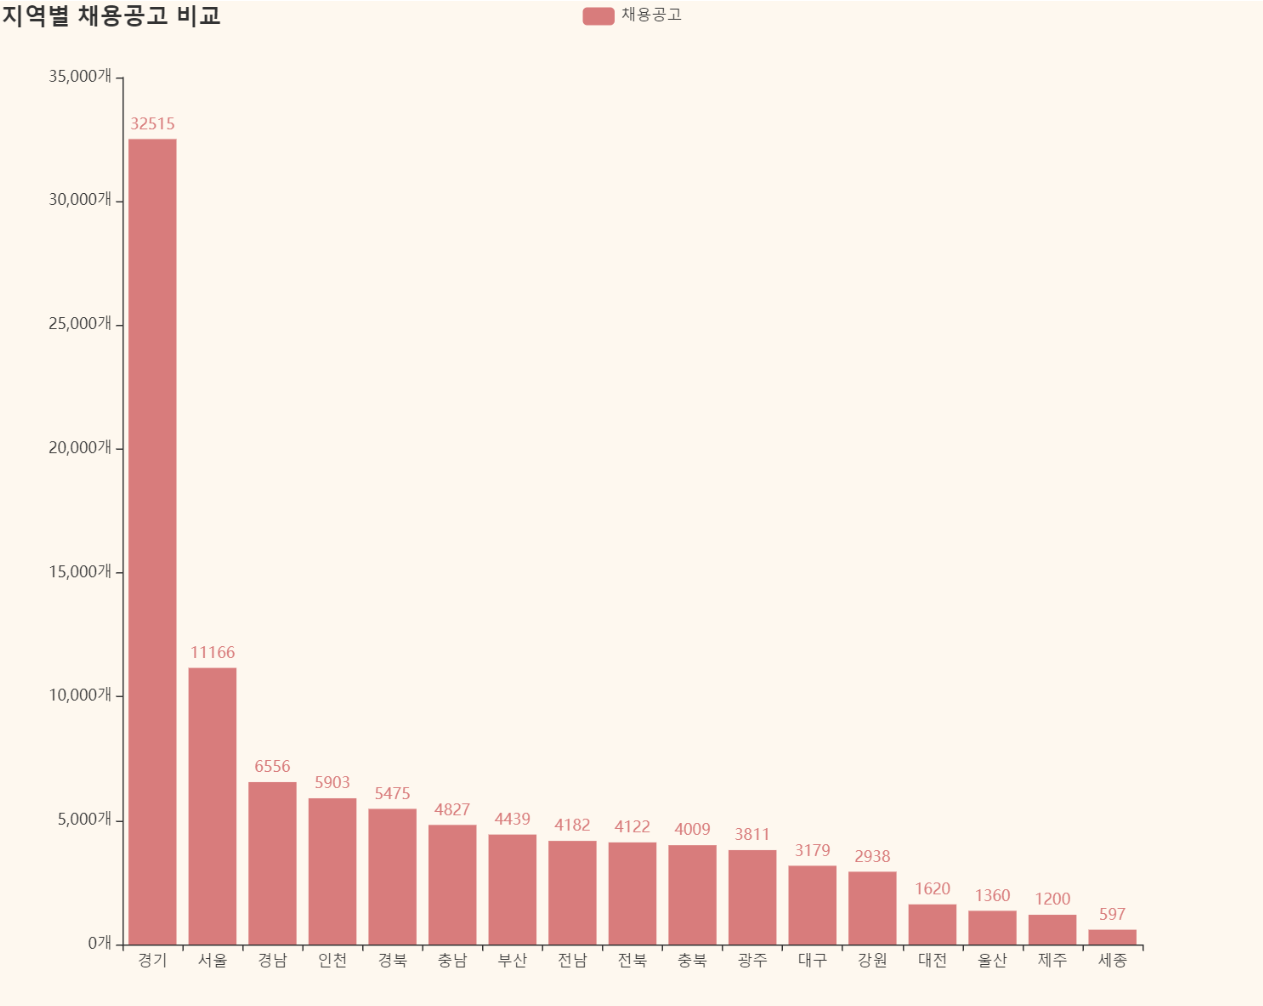 지역별 채용공고 비교
채용공고
35,000개
30,000개
25,000개
20,000개
15,000개
10,000개
5,000개
0개
32515
11166
6556
5903
5475
4827
4439
4182
4122
4009
3811
3179
2938
1620
1360
1200
597
경기 서울 경남 인천 경북 충남 부산 전남 전북 충북 광주 대구 강원 대전 울산 제주 세종